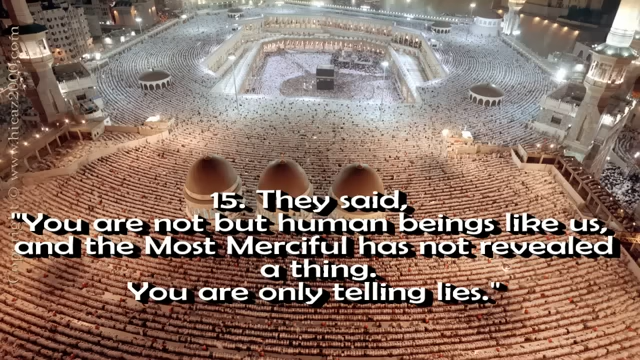 15. They said,
"You are not but human beings like us,
and the Most Merciful has not revealed
a thing.
You are only telling lies."